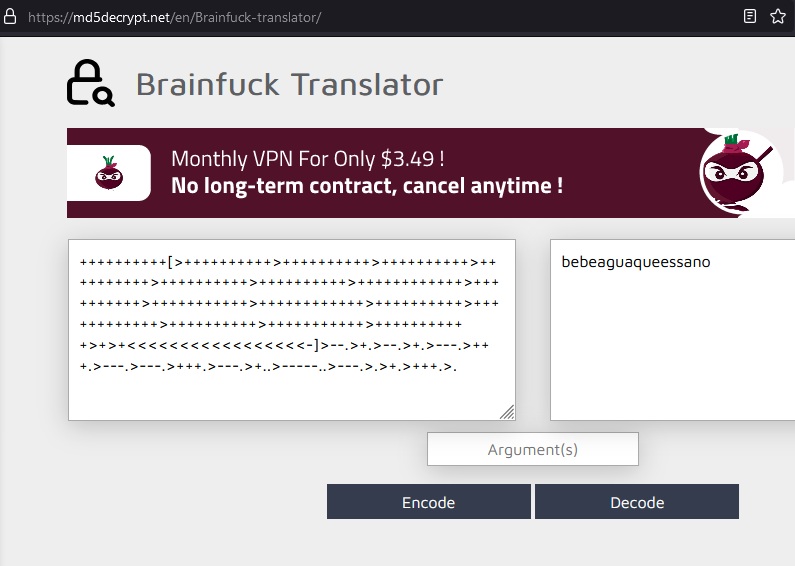 https://md5decrypt.net/en/Brainfuck-translator/
Brainfuck Translator
Monthly VPN For Only $3.49 !
No long-term contract, cancel anytime !
++++++++++[>++++++++++>++++++++++>++++++++++>++
++++++++>++++++++++>++++++++++>++++++++++++>+++
+++++++>+++++++++++>++++++++++++>++++++++++>+++
+++++++++>++++++++++>+++++++++++>++++++++++
+>+>+<<<<<<<<<<<<<<<<<-]>--.>+.>--.>+.>---.>++
+.>---.>---.>+++.>---.>+..>-----..>---.>.>+.>+++.>.
bebeaguaqueessano
Argument(s)
Encode
Decode